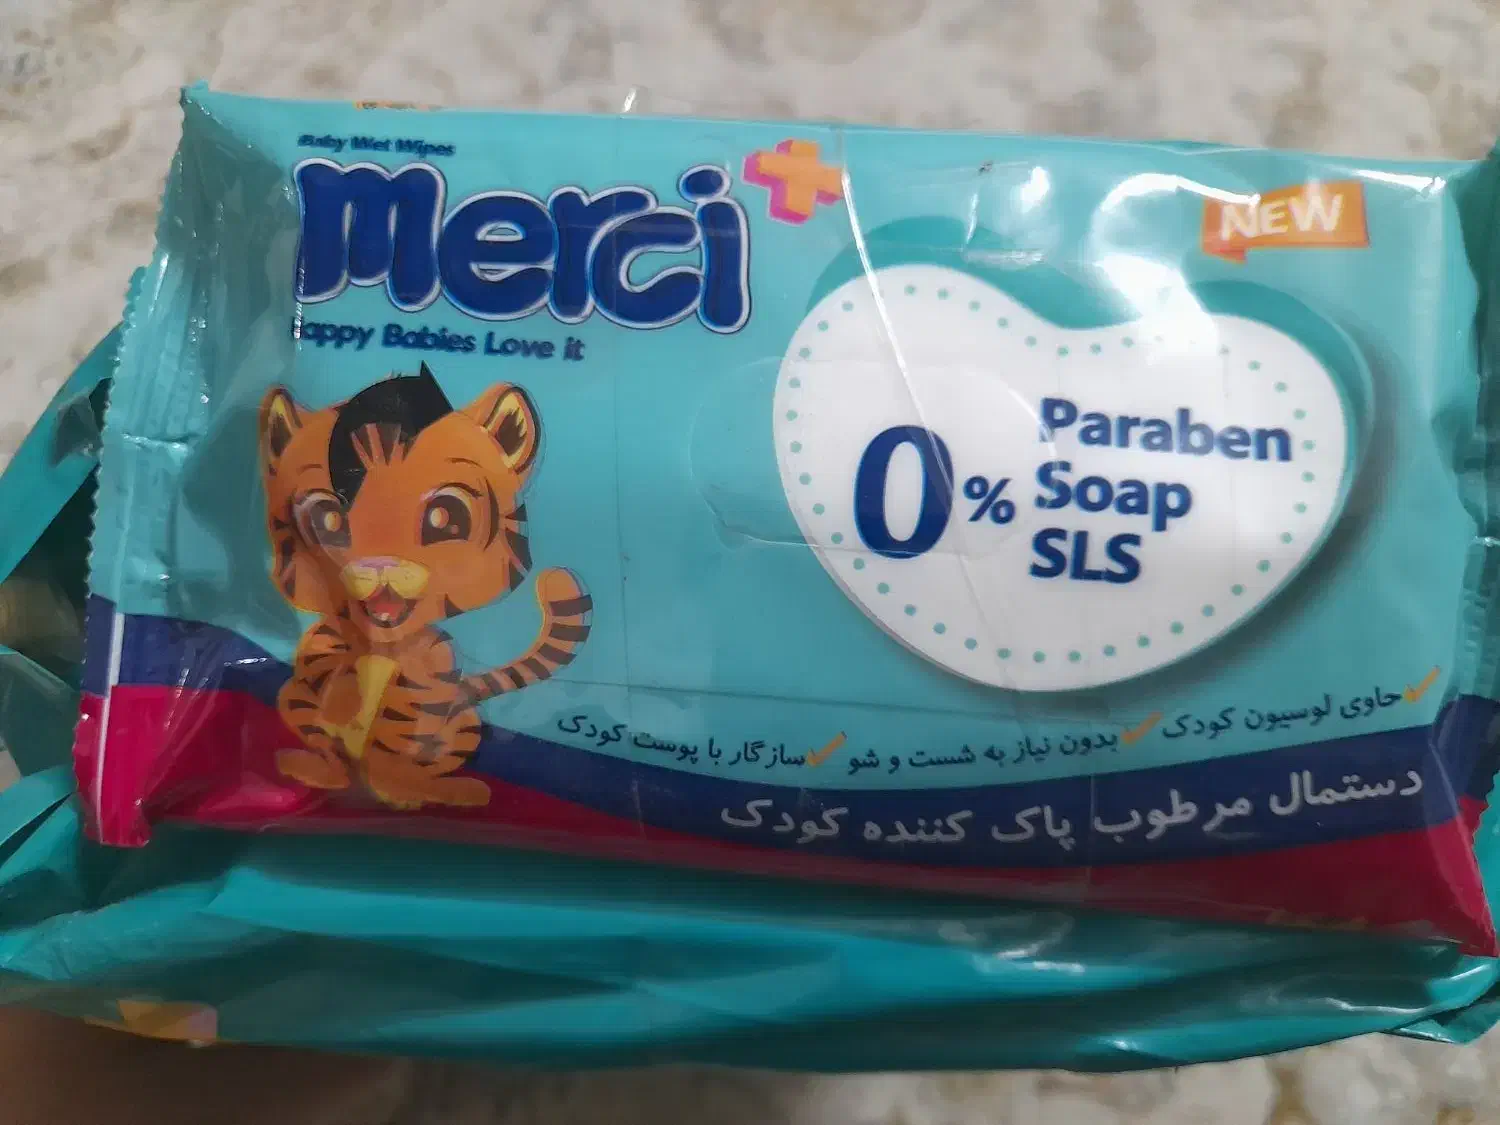 Baby Wet Wipes
merci+
Happy Babies Love it
NEW
0% Paraben
Soap
SLS
حاوی لوسیون کودک
بدون نیاز به شست و شو
سازگار با پوست کودک
دستمال مرطوب پاک کننده کودک